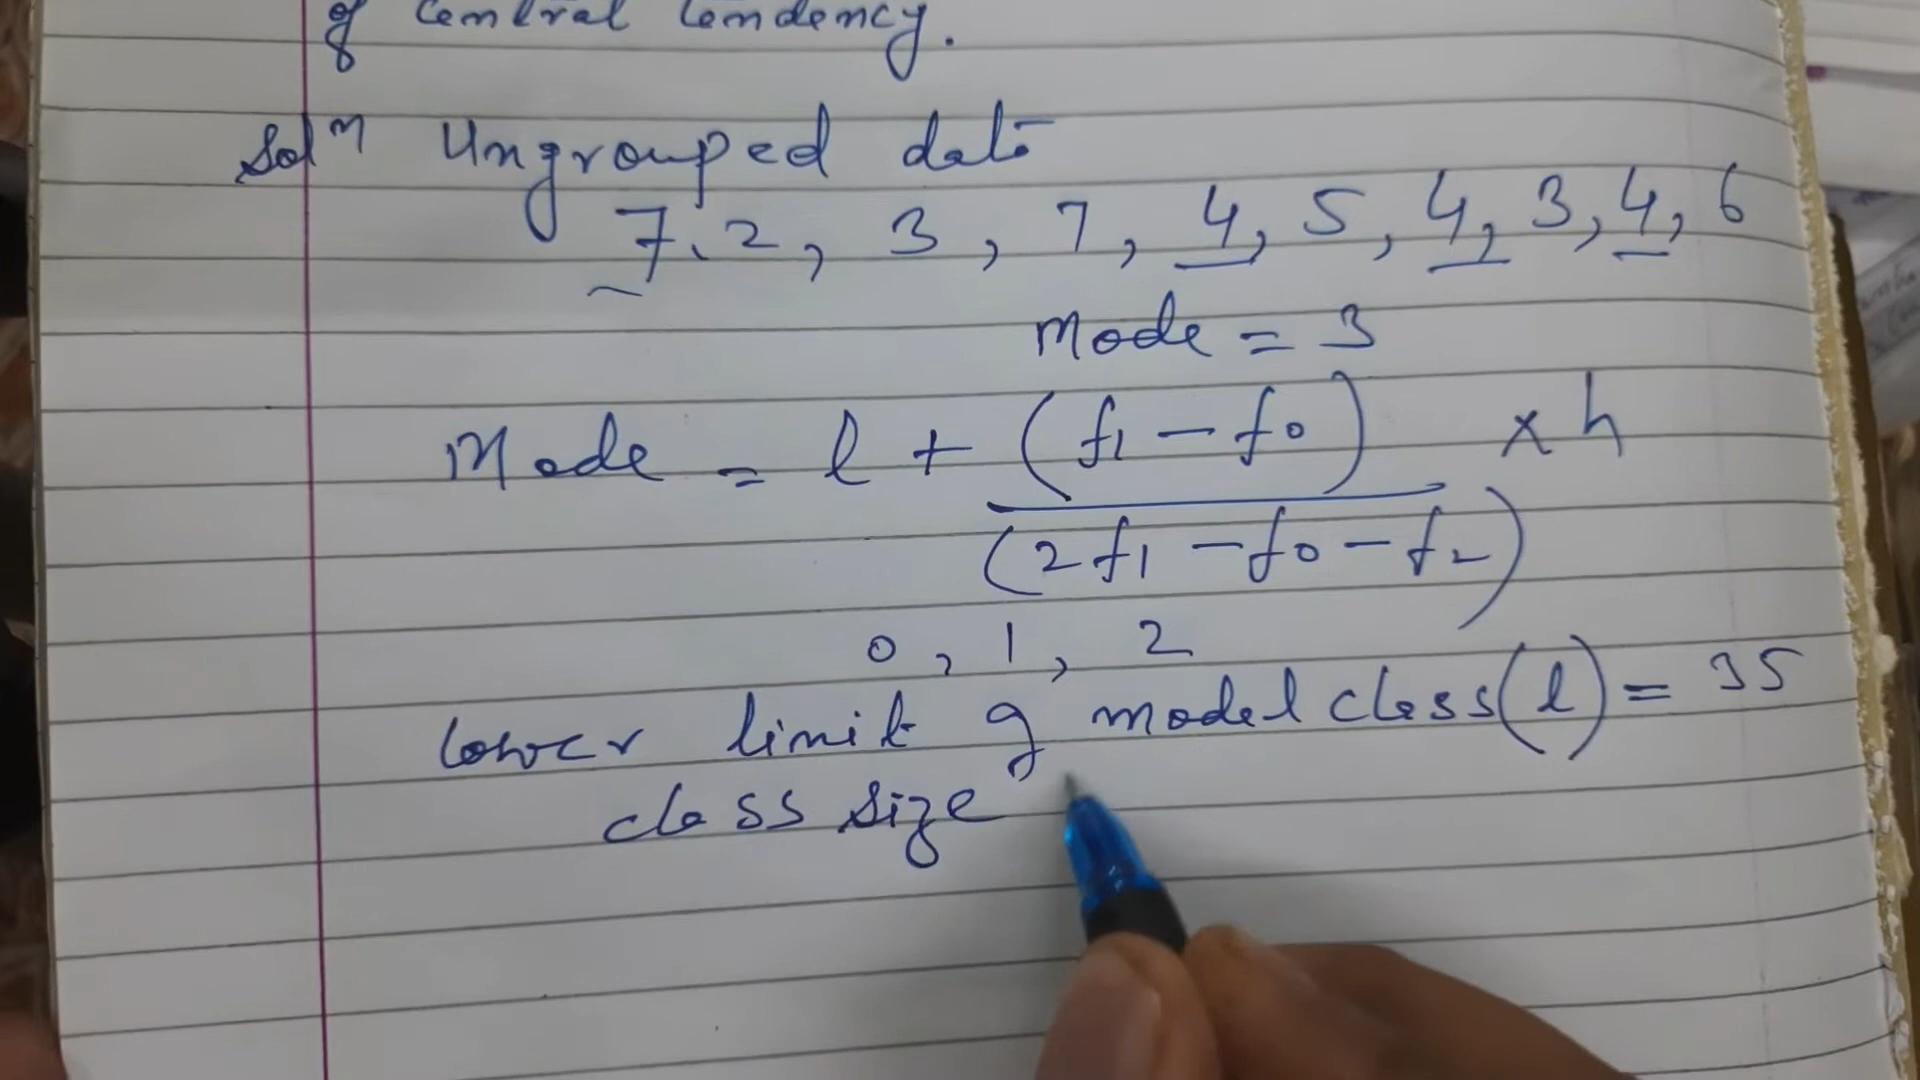 of Central tendency.
Solⁿ Ungrouped data
7, 2, 3, 7, 4, 5, 4, 3, 4, 6
Mode = 3
Mode = l + (f1 - f0) x h
(2f1 - f0 - f2)
0, 1, 2
lower limit of model class (l) = 35
class size